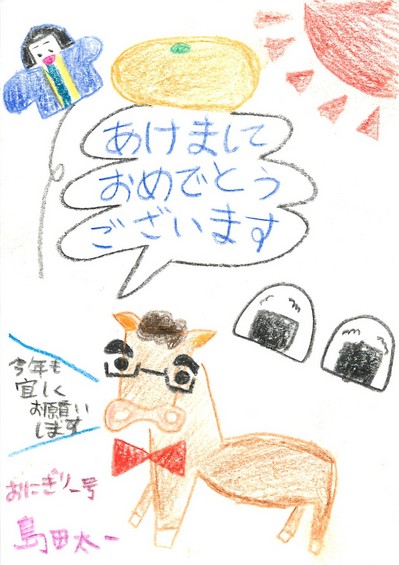 あけまして
おめでとう
ございます
今年も
宜しく
お願い
します
おにぎり一号
島田太一